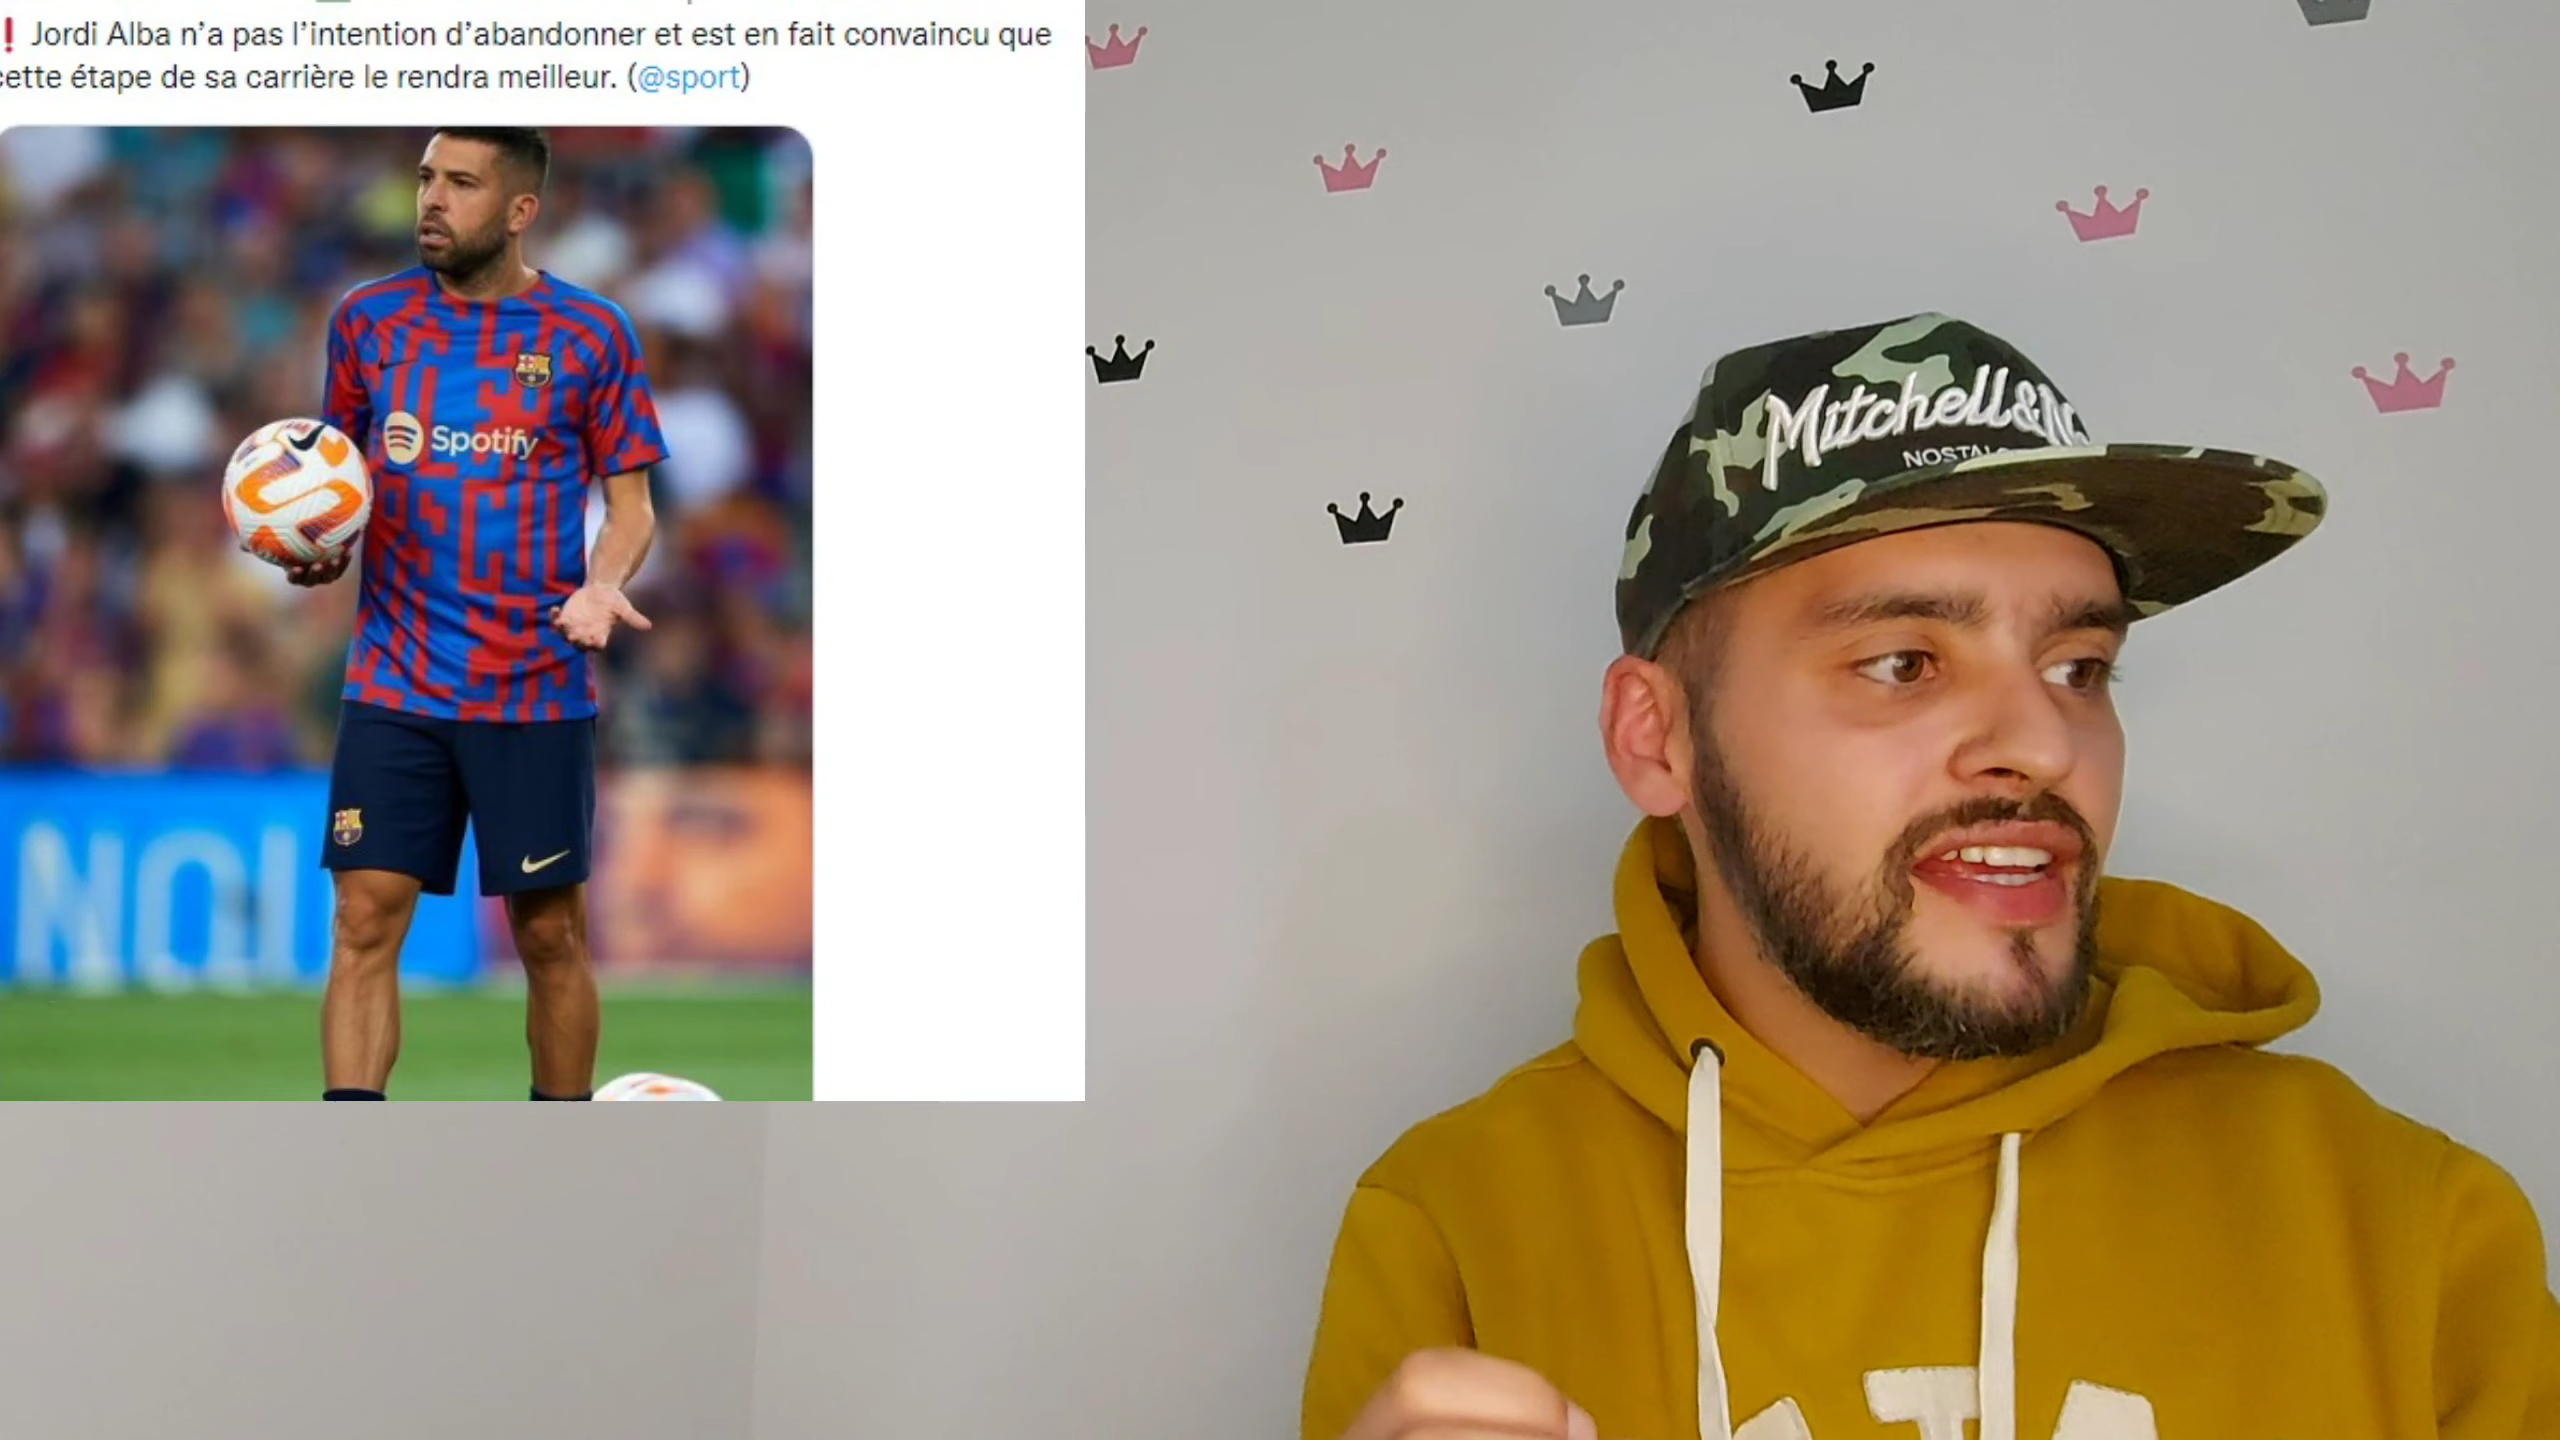 ❗ Jordi Alba n’a pas l’intention d’abandonner et est en fait convaincu que
cette étape de sa carrière le rendra meilleur. (@sport)
Spotify
Mitchell&N
NOSTAL
NOL